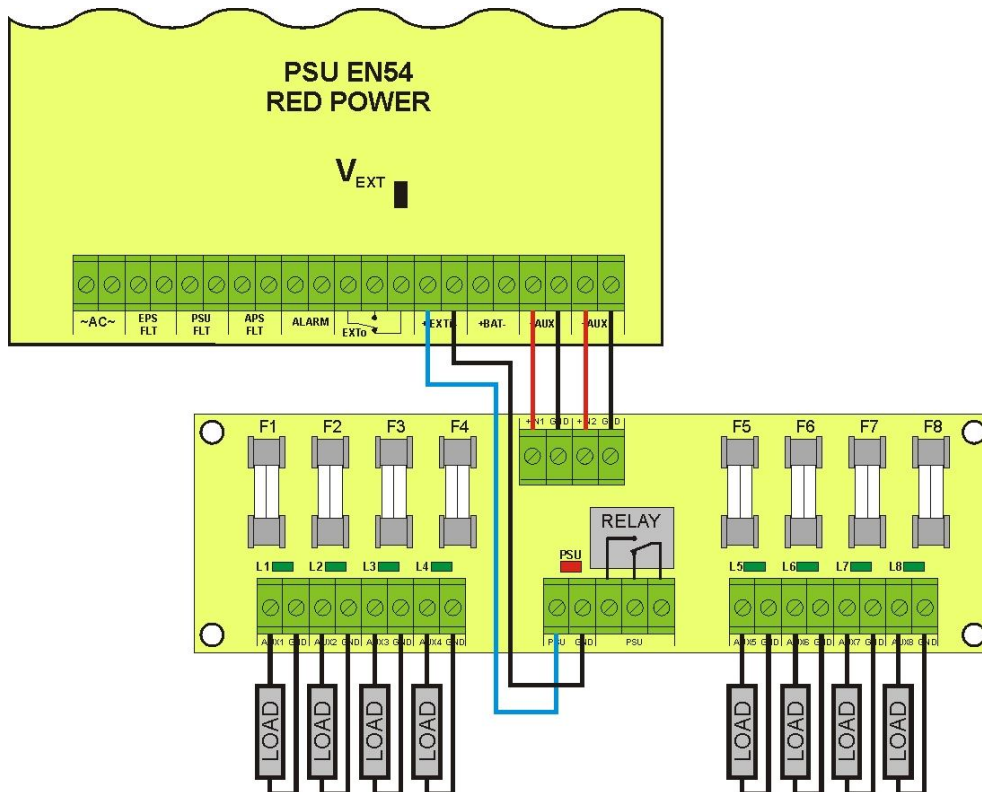 PSU EN54
RED POWER
VEXT
~AC~ EPS FLT PSU FLT APS FLT ALARM EXTo +EXTi- +BAT- +AUX- +AUX-
+IN1 GND +IN2 GND
F1 F2 F3 F4 F5 F6 F7 F8
RELAY
PSU
L1 L2 L3 L4 L5 L6 L7 L8
AUX1 GND AUX2 GND AUX3 GND AUX4 GND PSU GND PSU AUX5 GND AUX6 GND AUX7 GND AUX8 GND
LOAD LOAD LOAD LOAD LOAD LOAD LOAD LOAD